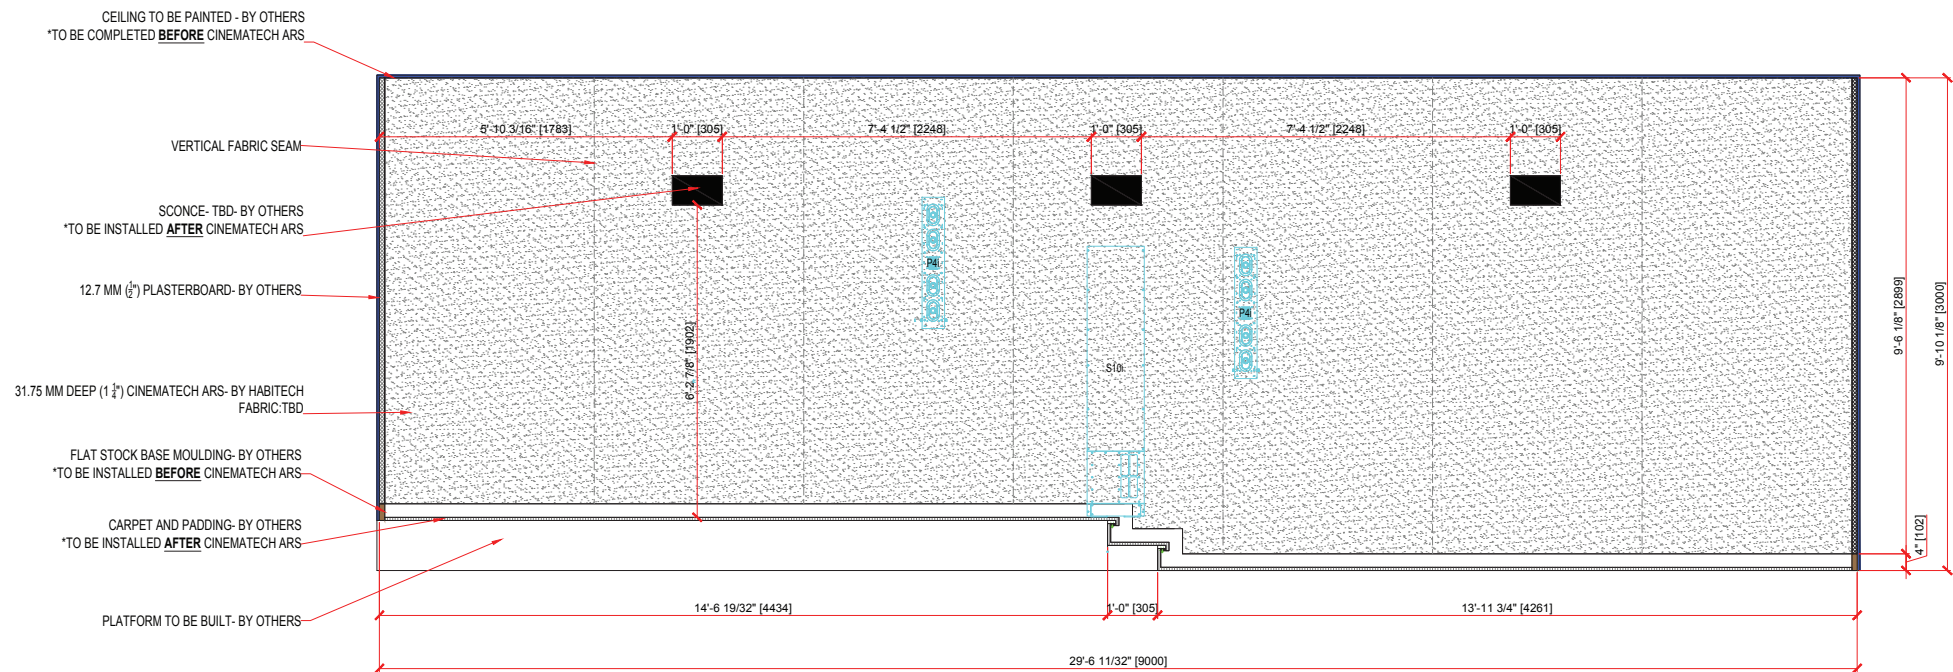 CEILING TO BE PAINTED - BY OTHERS
*TO BE COMPLETED BEFORE CINEMATECH ARS
VERTICAL FABRIC SEAM
SCONCE- TBD- BY OTHERS
*TO BE INSTALLED AFTER CINEMATECH ARS
12.7 MM (1/2") PLASTERBOARD- BY OTHERS
31.75 MM DEEP (1 1/4") CINEMATECH ARS- BY HABITECH
FABRIC:TBD
FLAT STOCK BASE MOULDING- BY OTHERS
*TO BE INSTALLED BEFORE CINEMATECH ARS
CARPET AND PADDING- BY OTHERS
*TO BE INSTALLED AFTER CINEMATECH ARS
PLATFORM TO BE BUILT- BY OTHERS
5'-10 3/16" [1783]
1'-0" [305]
7'-4 1/2" [2248]
1'-0" [305]
7'-4 1/2" [2248]
1'-0" [305]
P4i
P4i
S10i
6'-2 7/8" [1902]
9'-6 1/8" [2899]
9'-10 1/8" [3000]
4" [102]
14'-6 19/32" [4434]
1'-0" [305]
13'-11 3/4" [4261]
29'-6 11/32" [9000]